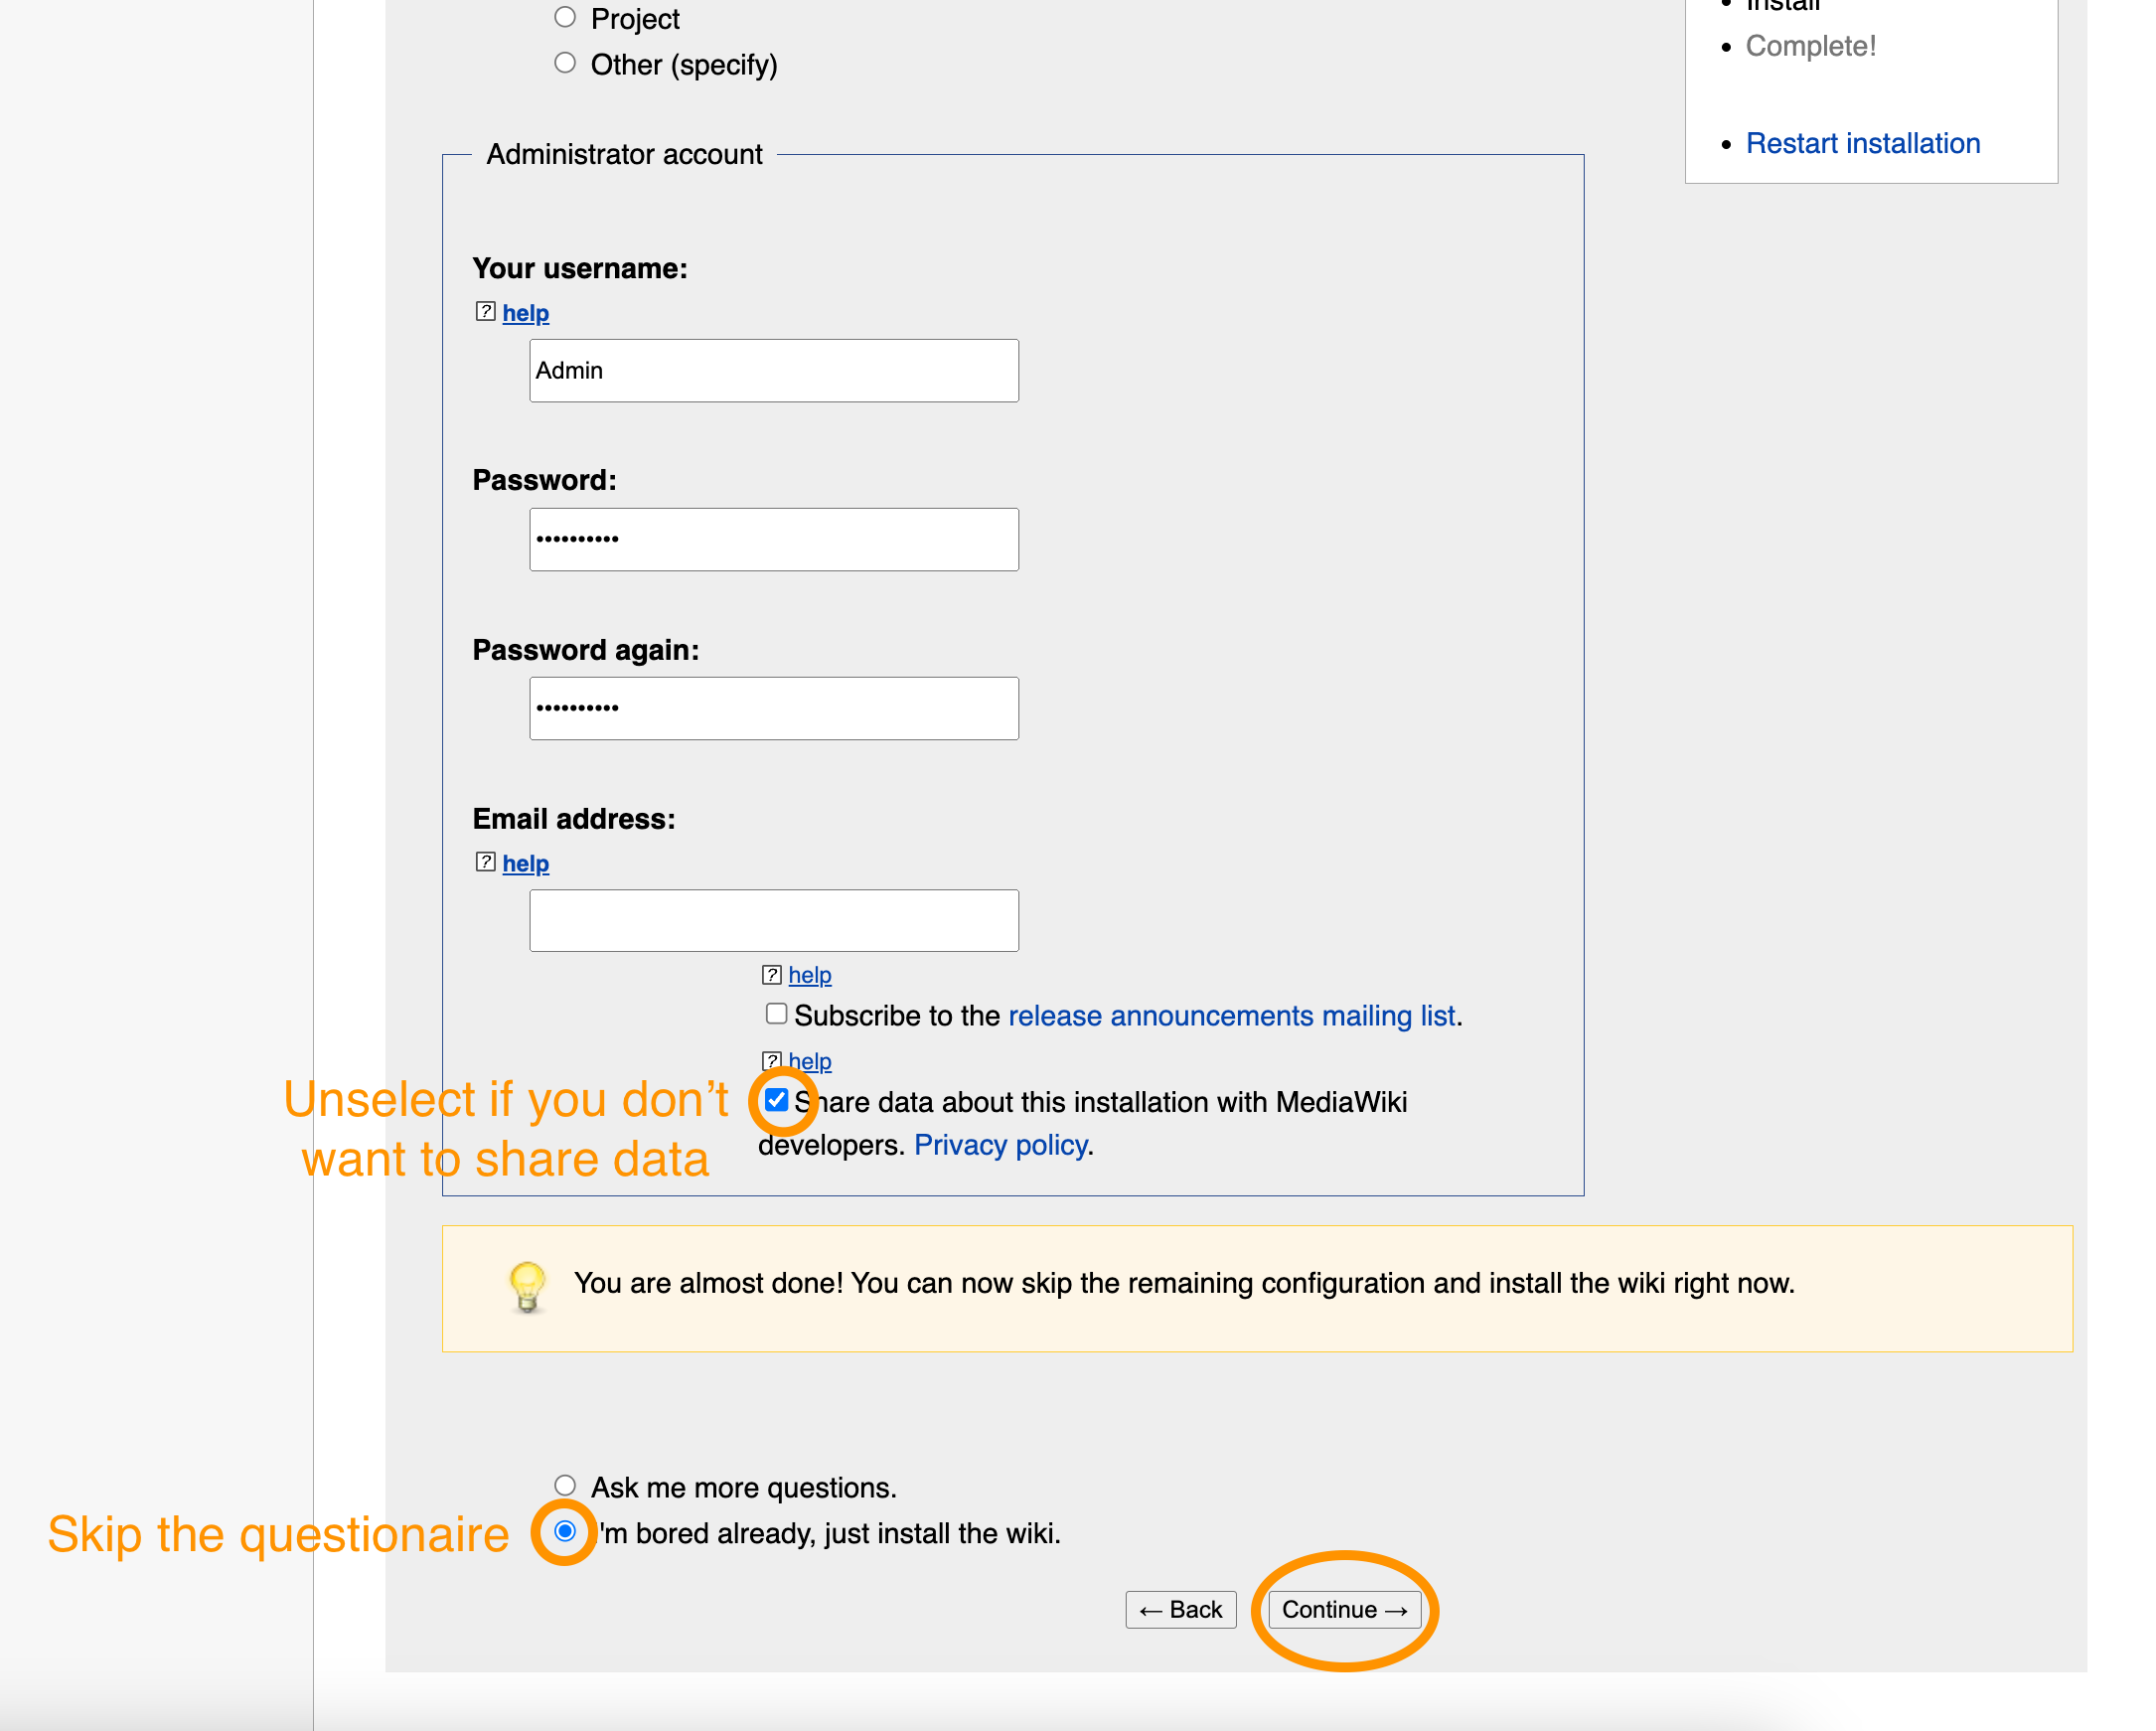 Project
Other (specify)
Install
Complete!
Restart installation
Administrator account
Your username:
? help
Admin
Password:
••••••••••
Password again:
••••••••••
Email address:
? help
? help
Subscribe to the release announcements mailing list.
? help
Unselect if you don’t
want to share data
Share data about this installation with MediaWiki
developers. Privacy policy.
You are almost done! You can now skip the remaining configuration and install the wiki right now.
Ask me more questions.
Skip the questionaire
I'm bored already, just install the wiki.
← Back
Continue →